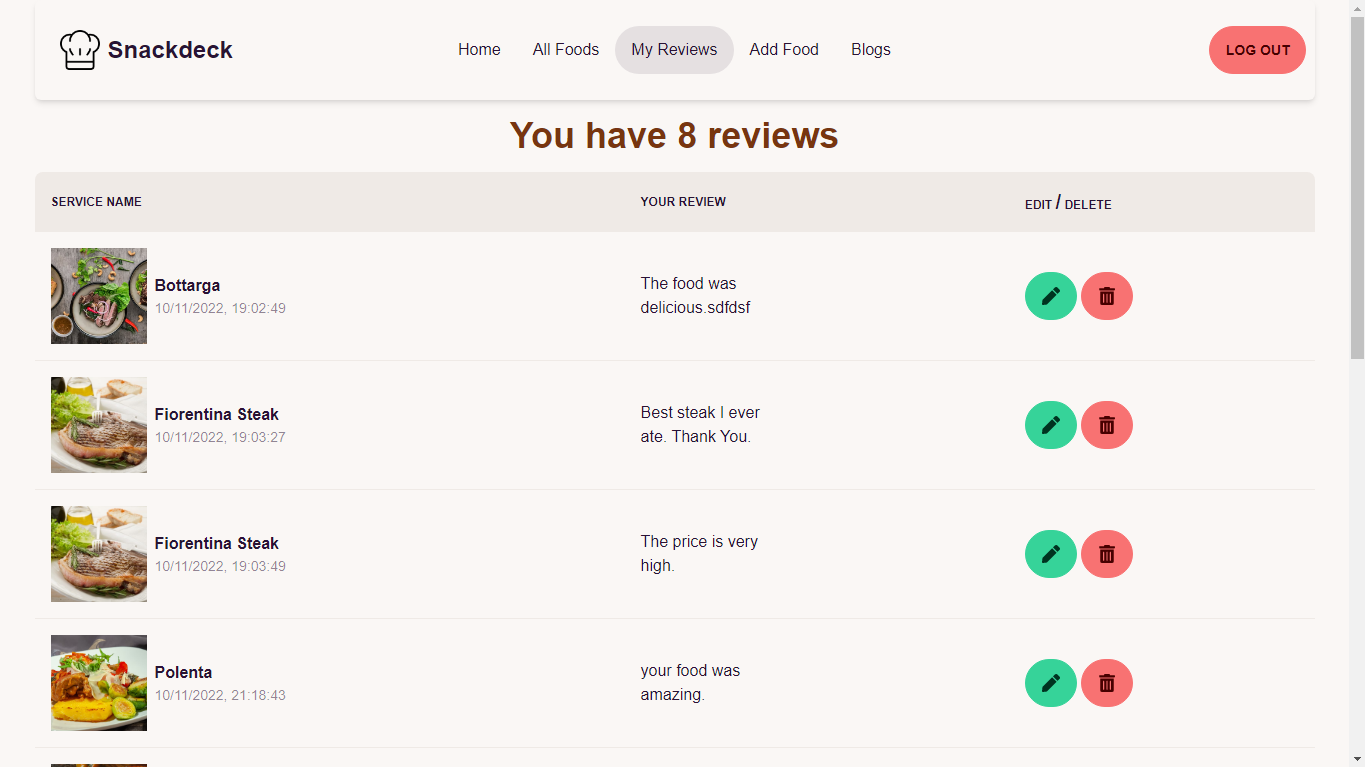 Snackdeck
Home All Foods My Reviews Add Food Blogs
LOG OUT
You have 8 reviews
SERVICE NAME YOUR REVIEW EDIT / DELETE
Bottarga
10/11/2022, 19:02:49
The food was
delicious.sdfdsf
Fiorentina Steak
10/11/2022, 19:03:27
Best steak I ever
ate. Thank You.
Fiorentina Steak
10/11/2022, 19:03:49
The price is very
high.
Polenta
10/11/2022, 21:18:43
your food was
amazing.